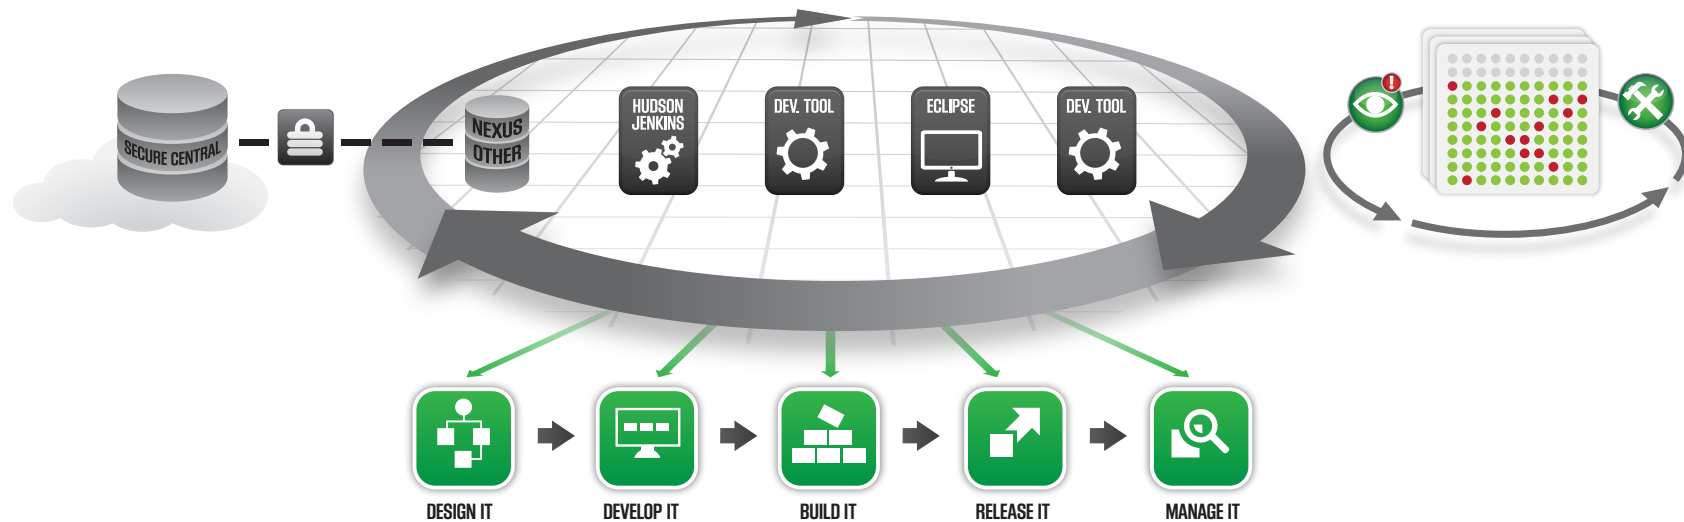 SECURE CENTRAL
NEXUS
OTHER
HUDSON
JENKINS
DEV. TOOL
ECLIPSE
DEV. TOOL
!
DESIGN IT
DEVELOP IT
BUILD IT
RELEASE IT
MANAGE IT